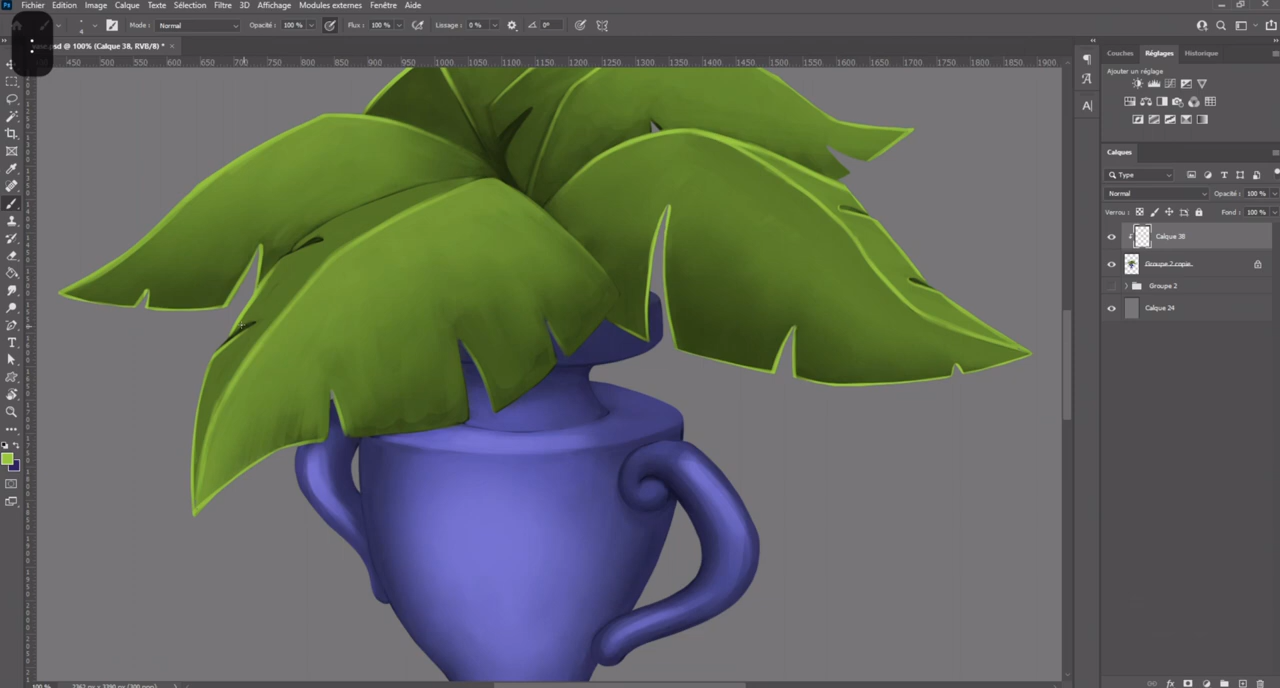 Fichier Edition Image Calque Texte Sélection Filtre 3D Affichage Modules externes Fenêtre Aide
4 Mode : Normal Opacité : 100 % Flux : 100 % Lissage : 0 % 0°
.psd @ 100% (Calque 38, RVB/8) *
450 500 550 600 650 700 750 800 850 900 950 1000 1050 1100 1150 1200 1250 1300 1350 1400 1450 1500 1550 1600 1650 1700 1750 1800 1850 1900
Couches Réglages Historique
Ajouter un réglage
Calques
Type
Normal Opacité : 100 %
Verrou : Fond : 100 %
Calque 38
Groupe 2 copie
Groupe 2
Calque 24
100 %